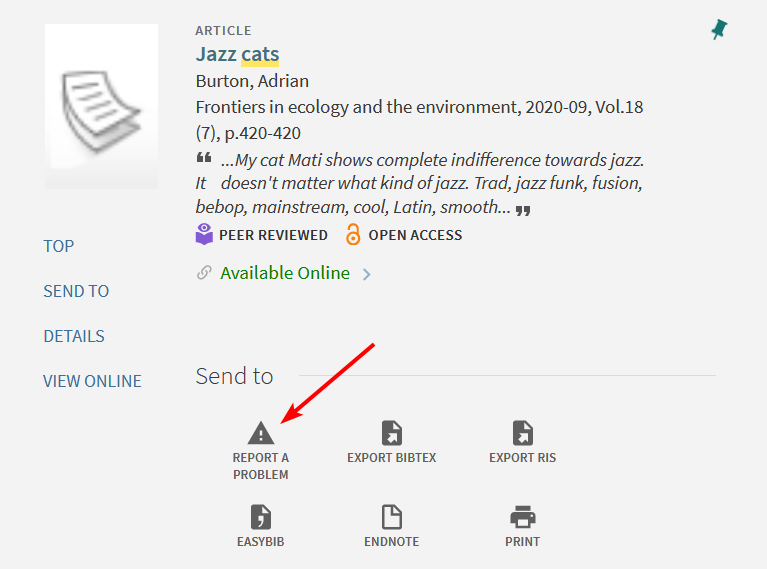 ARTICLE
Jazz cats
Burton, Adrian
Frontiers in ecology and the environment, 2020-09, Vol.18
(7), p.420-420
“ ...My cat Mati shows complete indifference towards jazz.
It doesn't matter what kind of jazz. Trad, jazz funk, fusion,
bebop, mainstream, cool, Latin, smooth... ”
PEER REVIEWED OPEN ACCESS
Available Online
TOP
SEND TO
DETAILS
VIEW ONLINE
Send to
REPORT A
PROBLEM
EXPORT BIBTEX
EXPORT RIS
EASYBIB
ENDNOTE
PRINT